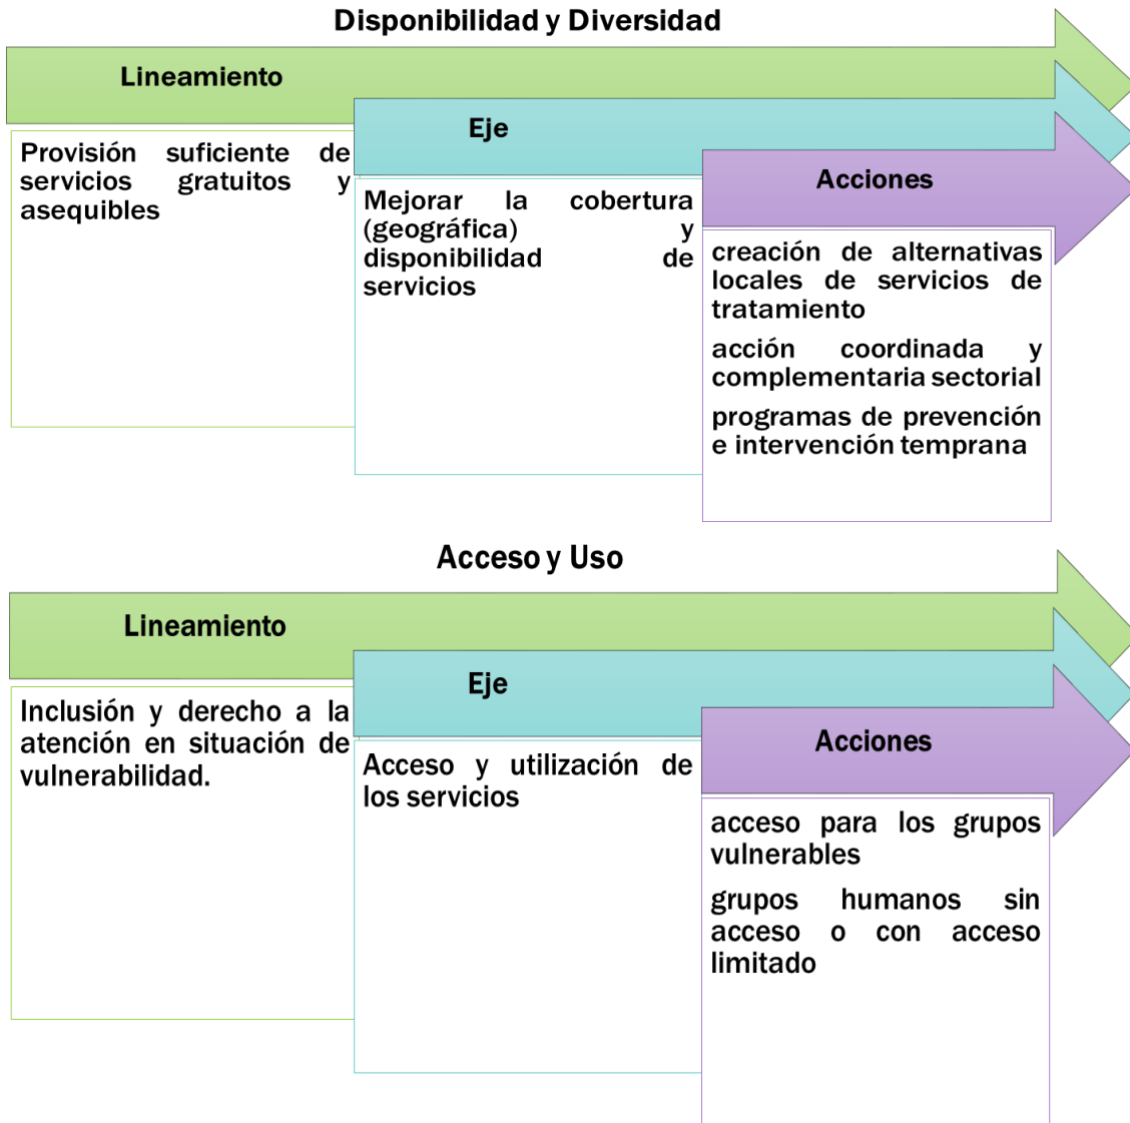 Disponibilidad y Diversidad
Lineamiento
Provisión suficiente de
servicios gratuitos y
asequibles
Eje
Mejorar la cobertura
(geográfica) y
disponibilidad de
servicios
Acciones
creación de alternativas
locales de servicios de
tratamiento
acción coordinada y
complementaria sectorial
programas de prevención
e intervención temprana
Acceso y Uso
Lineamiento
Inclusión y derecho a la
atención en situación de
vulnerabilidad.
Eje
Acceso y utilización de
los servicios
Acciones
acceso para los grupos
vulnerables
grupos humanos sin
acceso o con acceso
limitado